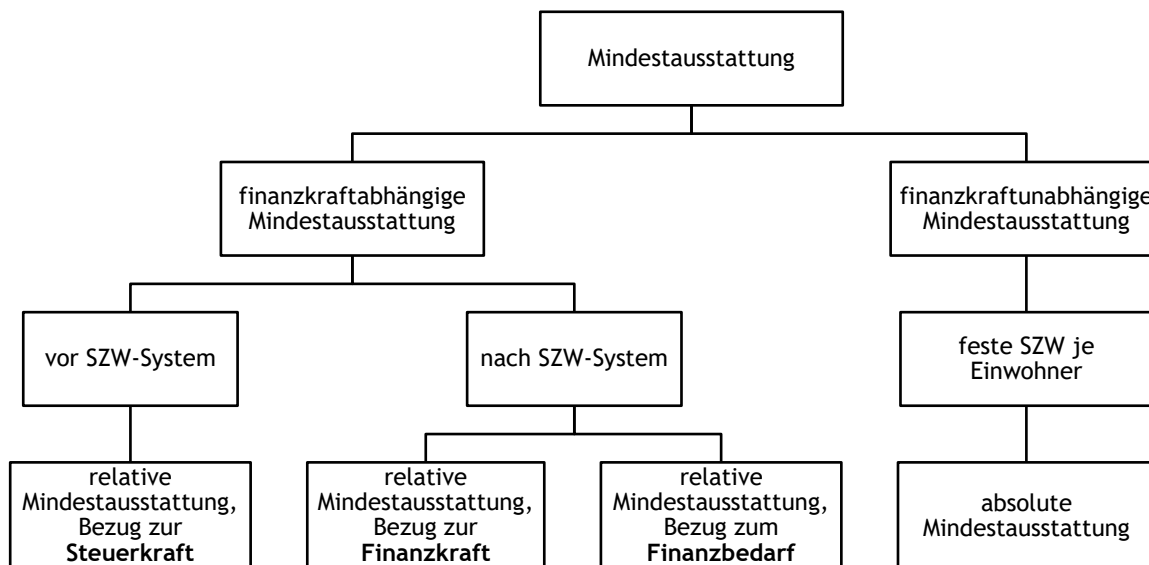 Mindestausstattung
finanzkraftabhängige
Mindestausstattung
finanzkraftunabhängige
Mindestausstattung
vor SZW-System
nach SZW-System
feste SZW je
Einwohner
relative
Mindestausstattung,
Bezug zur
Steuerkraft
relative
Mindestausstattung,
Bezug zur
Finanzkraft
relative
Mindestausstattung,
Bezug zum
Finanzbedarf
absolute
Mindestausstattung